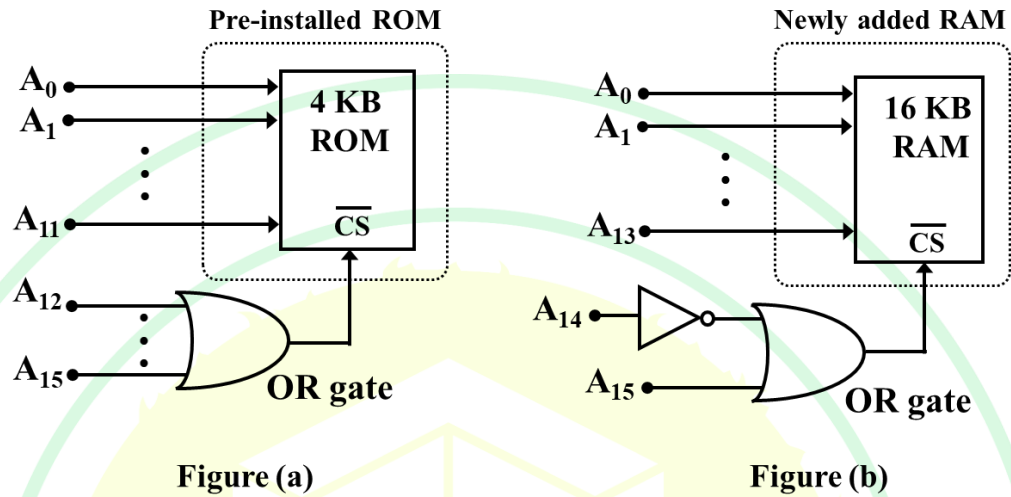 Pre-installed ROM
A0
A1
A11
4 KB
ROM
CS
A12
A15
OR gate
Figure (a)
Newly added RAM
A0
A1
A13
16 KB
RAM
CS
A14
A15
OR gate
Figure (b)